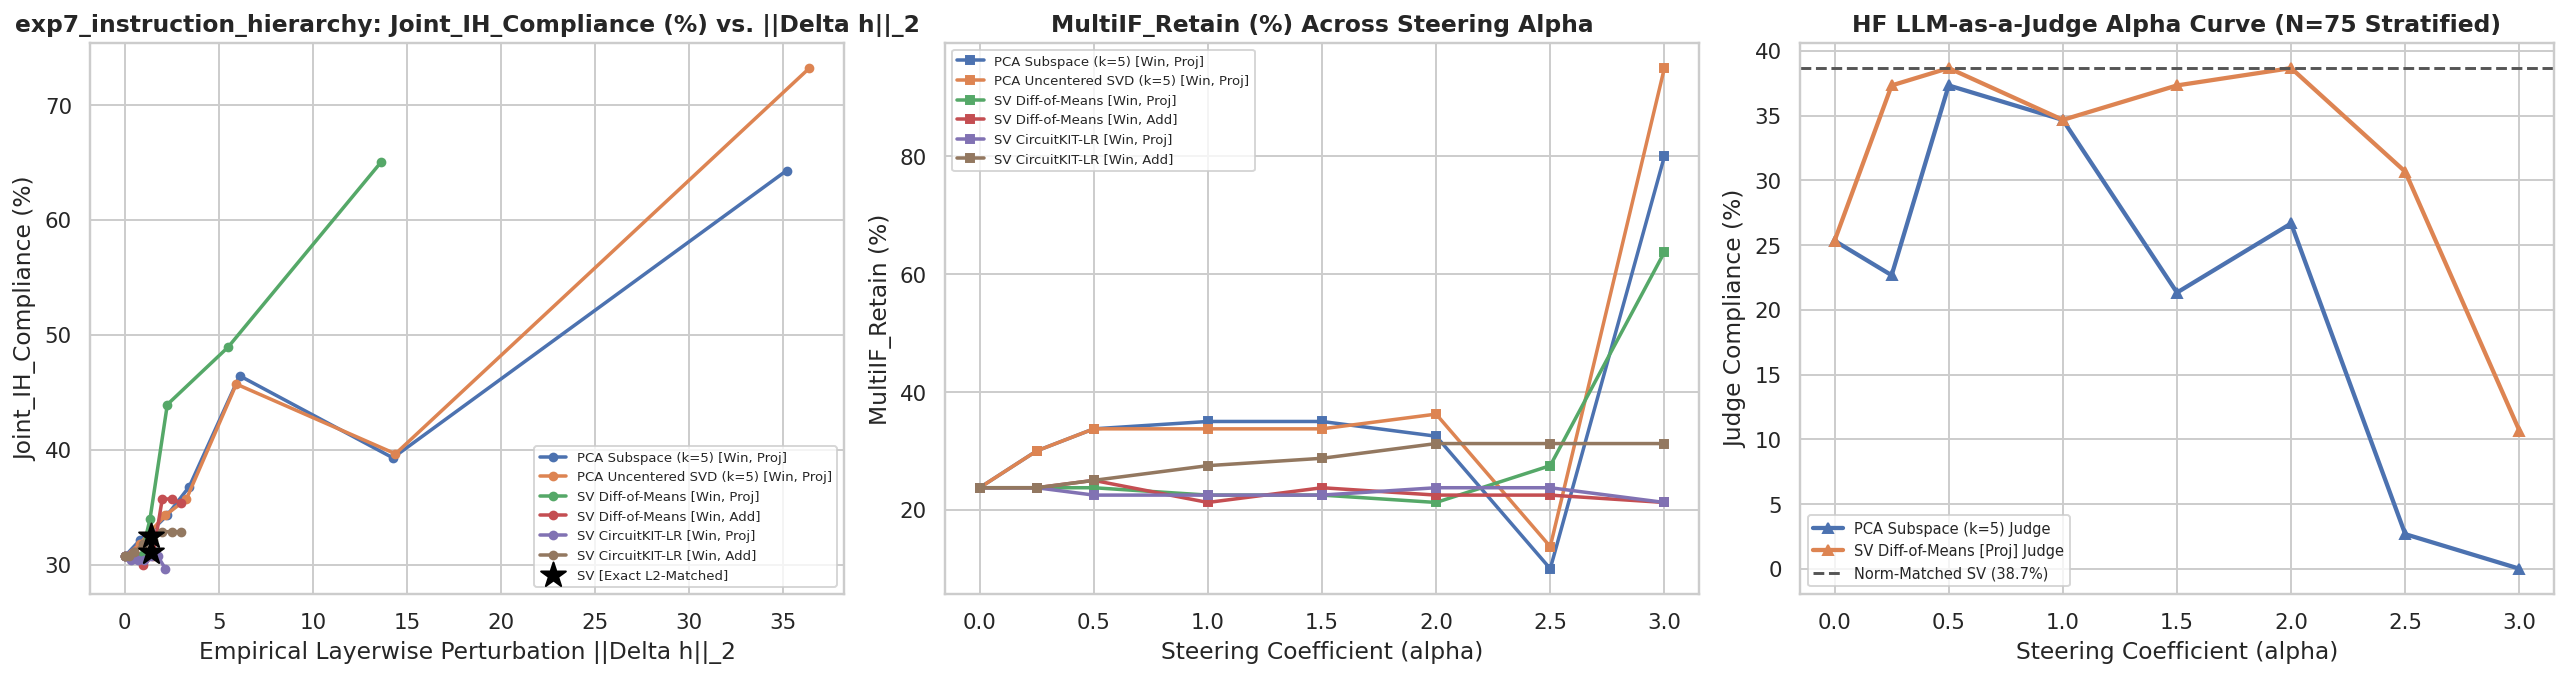 exp7_instruction_hierarchy: Joint_IH_Compliance (%) vs. ||Delta h||_2
Joint_IH_Compliance (%)
70
60
50
40
30
0
5
10
15
20
25
30
35
Empirical Layerwise Perturbation ||Delta h||_2
PCA Subspace (k=5) [Win, Proj]
PCA Uncentered SVD (k=5) [Win, Proj]
SV Diff-of-Means [Win, Proj]
SV Diff-of-Means [Win, Add]
SV CircuitKIT-LR [Win, Proj]
SV CircuitKIT-LR [Win, Add]
SV [Exact L2-Matched]
MultiIF_Retain (%) Across Steering Alpha
MultiIF_Retain (%)
80
60
40
20
0.0
0.5
1.0
1.5
2.0
2.5
3.0
Steering Coefficient (alpha)
PCA Subspace (k=5) [Win, Proj]
PCA Uncentered SVD (k=5) [Win, Proj]
SV Diff-of-Means [Win, Proj]
SV Diff-of-Means [Win, Add]
SV CircuitKIT-LR [Win, Proj]
SV CircuitKIT-LR [Win, Add]
HF LLM-as-a-Judge Alpha Curve (N=75 Stratified)
Judge Compliance (%)
40
35
30
25
20
15
10
5
0
0.0
0.5
1.0
1.5
2.0
2.5
3.0
Steering Coefficient (alpha)
PCA Subspace (k=5) Judge
SV Diff-of-Means [Proj] Judge
Norm-Matched SV (38.7%)